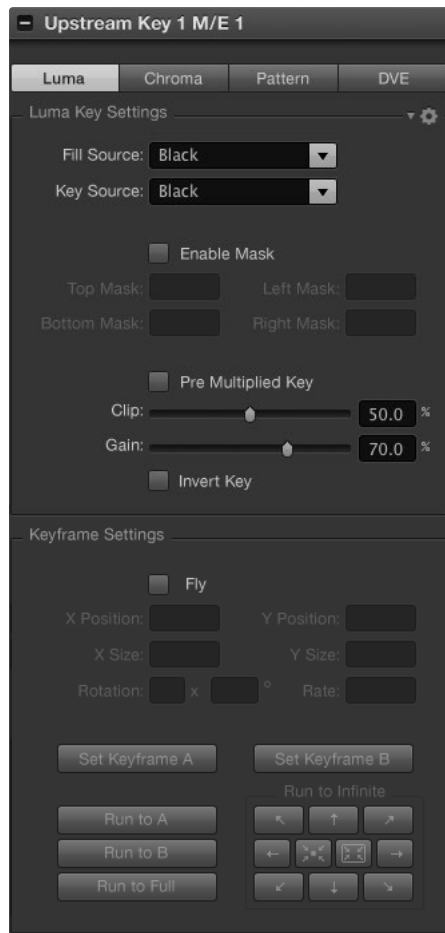 Upstream Key 1 M/E 1
Luma Chroma Pattern DVE
Luma Key Settings
Fill Source: Black
Key Source: Black
Enable Mask
Top Mask: Left Mask:
Bottom Mask: Right Mask:
Pre Multiplied Key
Clip: 50.0 %
Gain: 70.0 %
Invert Key
Keyframe Settings
Fly
X Position: Y Position:
X Size: Y Size:
Rotation: x ° Rate:
Set Keyframe A Set Keyframe B
Run to Infinite
Run to A
Run to B
Run to Full